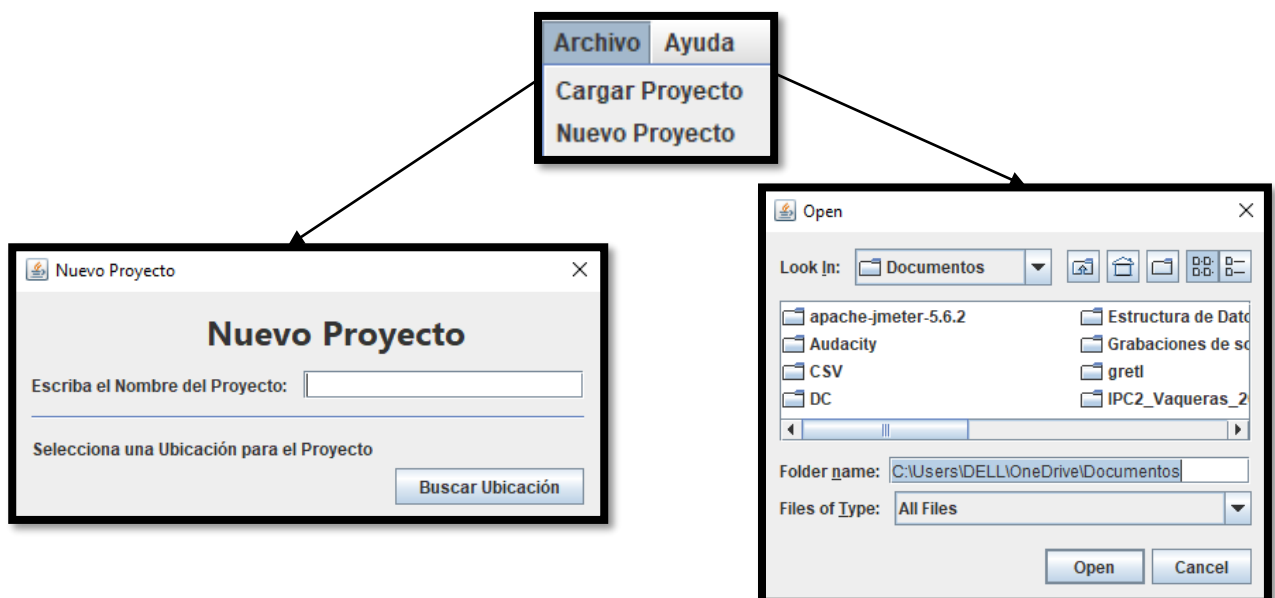 Archivo Ayuda
Cargar Proyecto
Nuevo Proyecto
Nuevo Proyecto
Nuevo Proyecto
Escriba el Nombre del Proyecto:
Selecciona una Ubicación para el Proyecto
Buscar Ubicación
Open
Look In: Documentos
apache-jmeter-5.6.2 Estructura de
Audacity Grabaciones de
CSV gretl
DC
Folder name: C:\Users\DELL\OneDrive\Documentos
Files of Type: All Files
Open Cancel